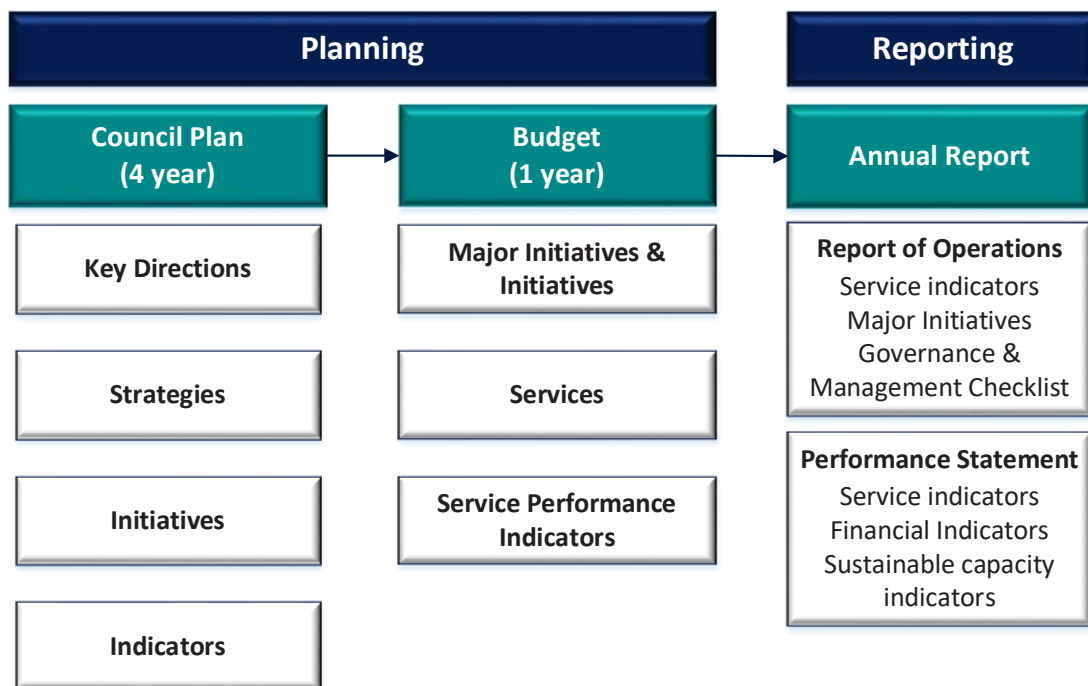 Planning
Reporting
Council Plan
(4 year)
Budget
(1 year)
Annual Report
Key Directions
Strategies
Initiatives
Indicators
Major Initiatives &
Initiatives
Services
Service Performance
Indicators
Report of Operations
Service indicators
Major Initiatives
Governance &
Management Checklist
Performance Statement
Service indicators
Financial Indicators
Sustainable capacity
indicators